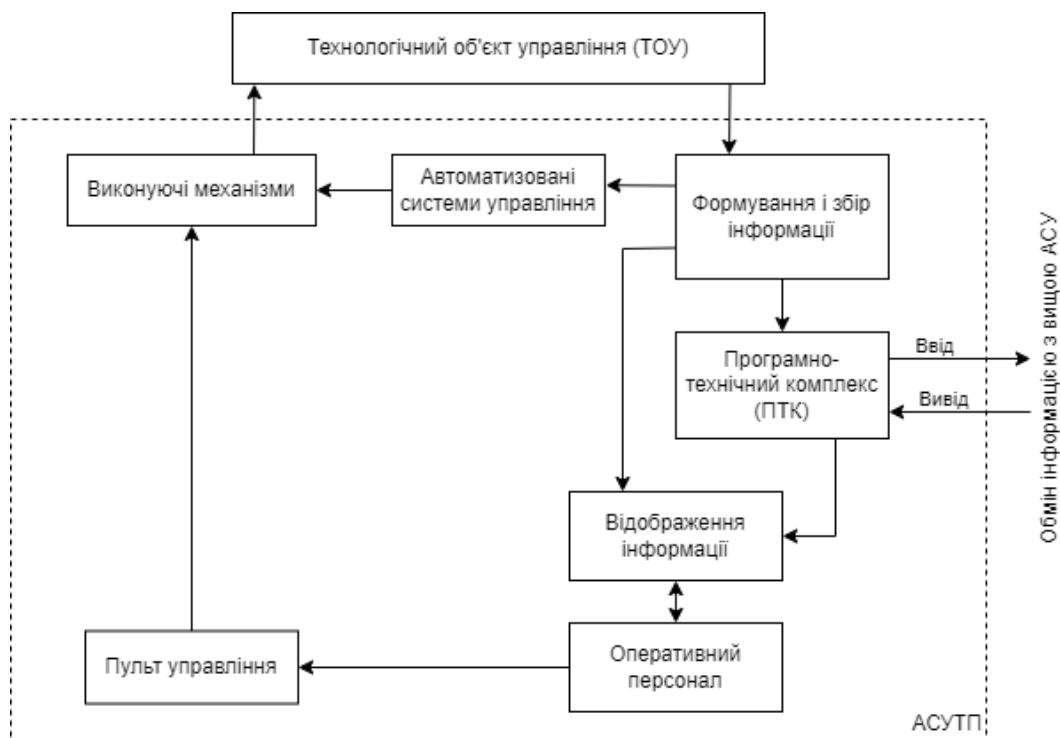 Технологічний об'єкт управління (ТОУ)
Виконуючі механізми
Автоматизовані
системи управління
Формування і збір
інформації
Програмно-
технічний комплекс
(ПТК)
Ввід
Вивід
Обмін інформацією з вищою АСУ
Відображення
інформації
Оперативний
персонал
Пульт управління
АСУТП